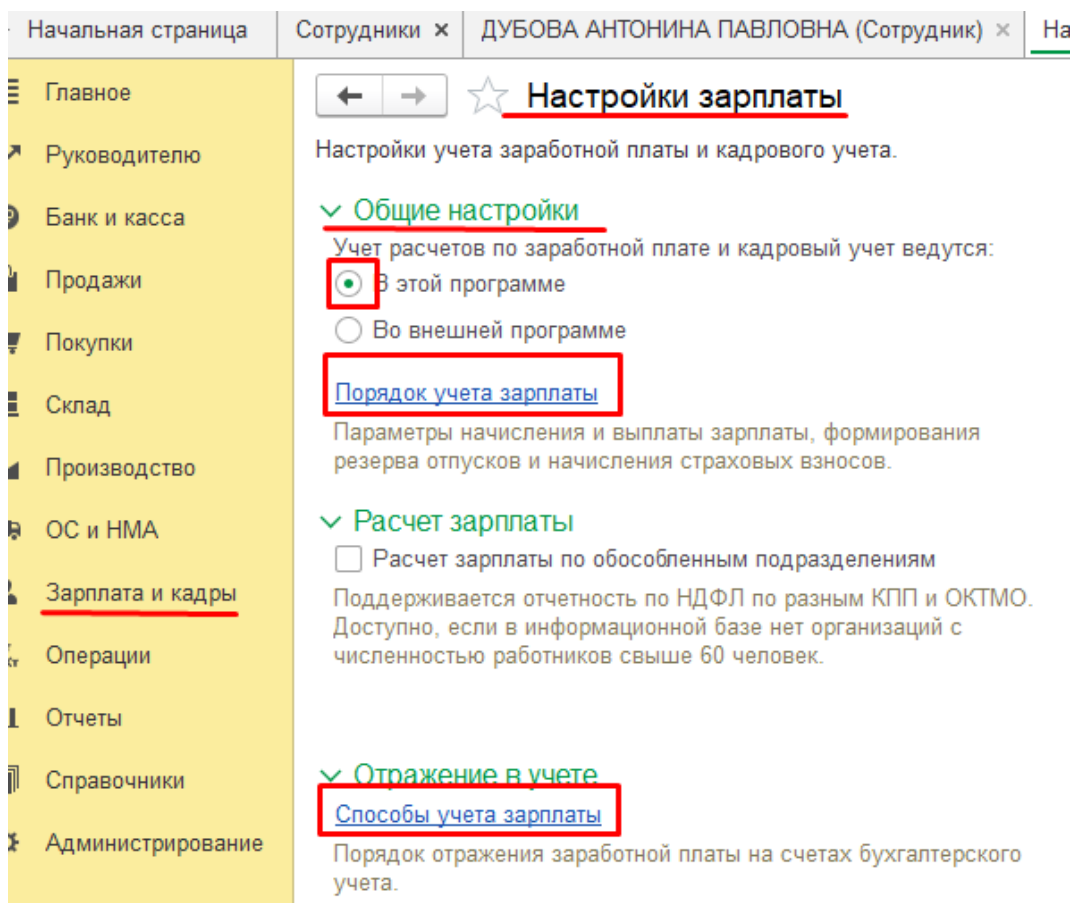 Начальная страница
Сотрудники ×
ДУБОВА АНТОНИНА ПАВЛОВНА (Сотрудник) ×
На
Главное
Руководителю
Банк и касса
Продажи
Покупки
Склад
Производство
ОС и НМА
Зарплата и кадры
Операции
Отчеты
Справочники
Администрирование
Настройки зарплаты
Настройки учета заработной платы и кадрового учета.
Общие настройки
Учет расчетов по заработной плате и кадровый учет ведутся:
В этой программе
Во внешней программе
Порядок учета зарплаты
Параметры начисления и выплаты зарплаты, формирования
резерва отпусков и начисления страховых взносов.
Расчет зарплаты
Расчет зарплаты по обособленным подразделениям
Поддерживается отчетность по НДФЛ по разным КПП и ОКТМО.
Доступно, если в информационной базе нет организаций с
численностью работников свыше 60 человек.
Отражение в учете
Способы учета зарплаты
Порядок отражения заработной платы на счетах бухгалтерского
учета.